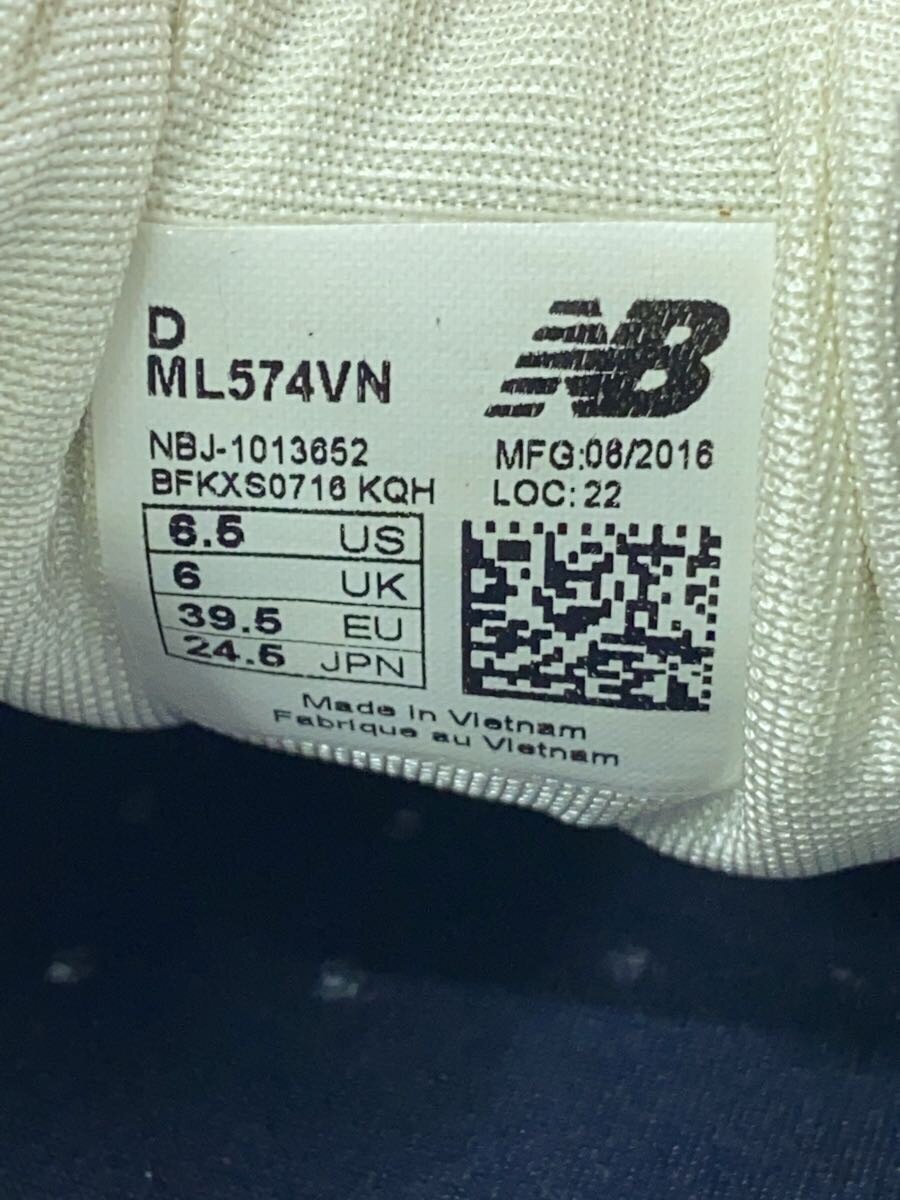 D
ML574VN
NB
NBJ-1013652
MFG:06/2016
BFKXS0716 KQH
LOC: 22
6.5 US
6 UK
39.5 EU
24.5 JPN
Made in Vietnam
Fabrique au Vietnam